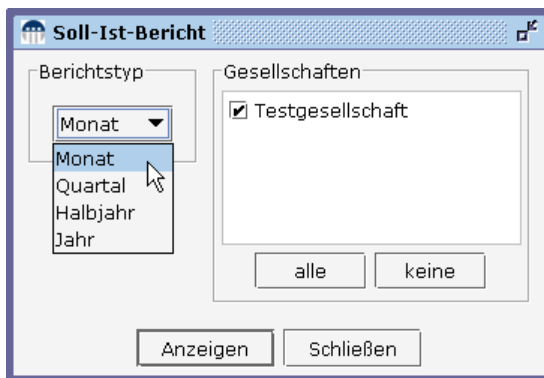 Soll-Ist-Bericht
Berichtstyp
Monat
Monat
Quartal
Halbjahr
Jahr
Gesellschaften
Testgesellschaft
alle
keine
Anzeigen
Schließen